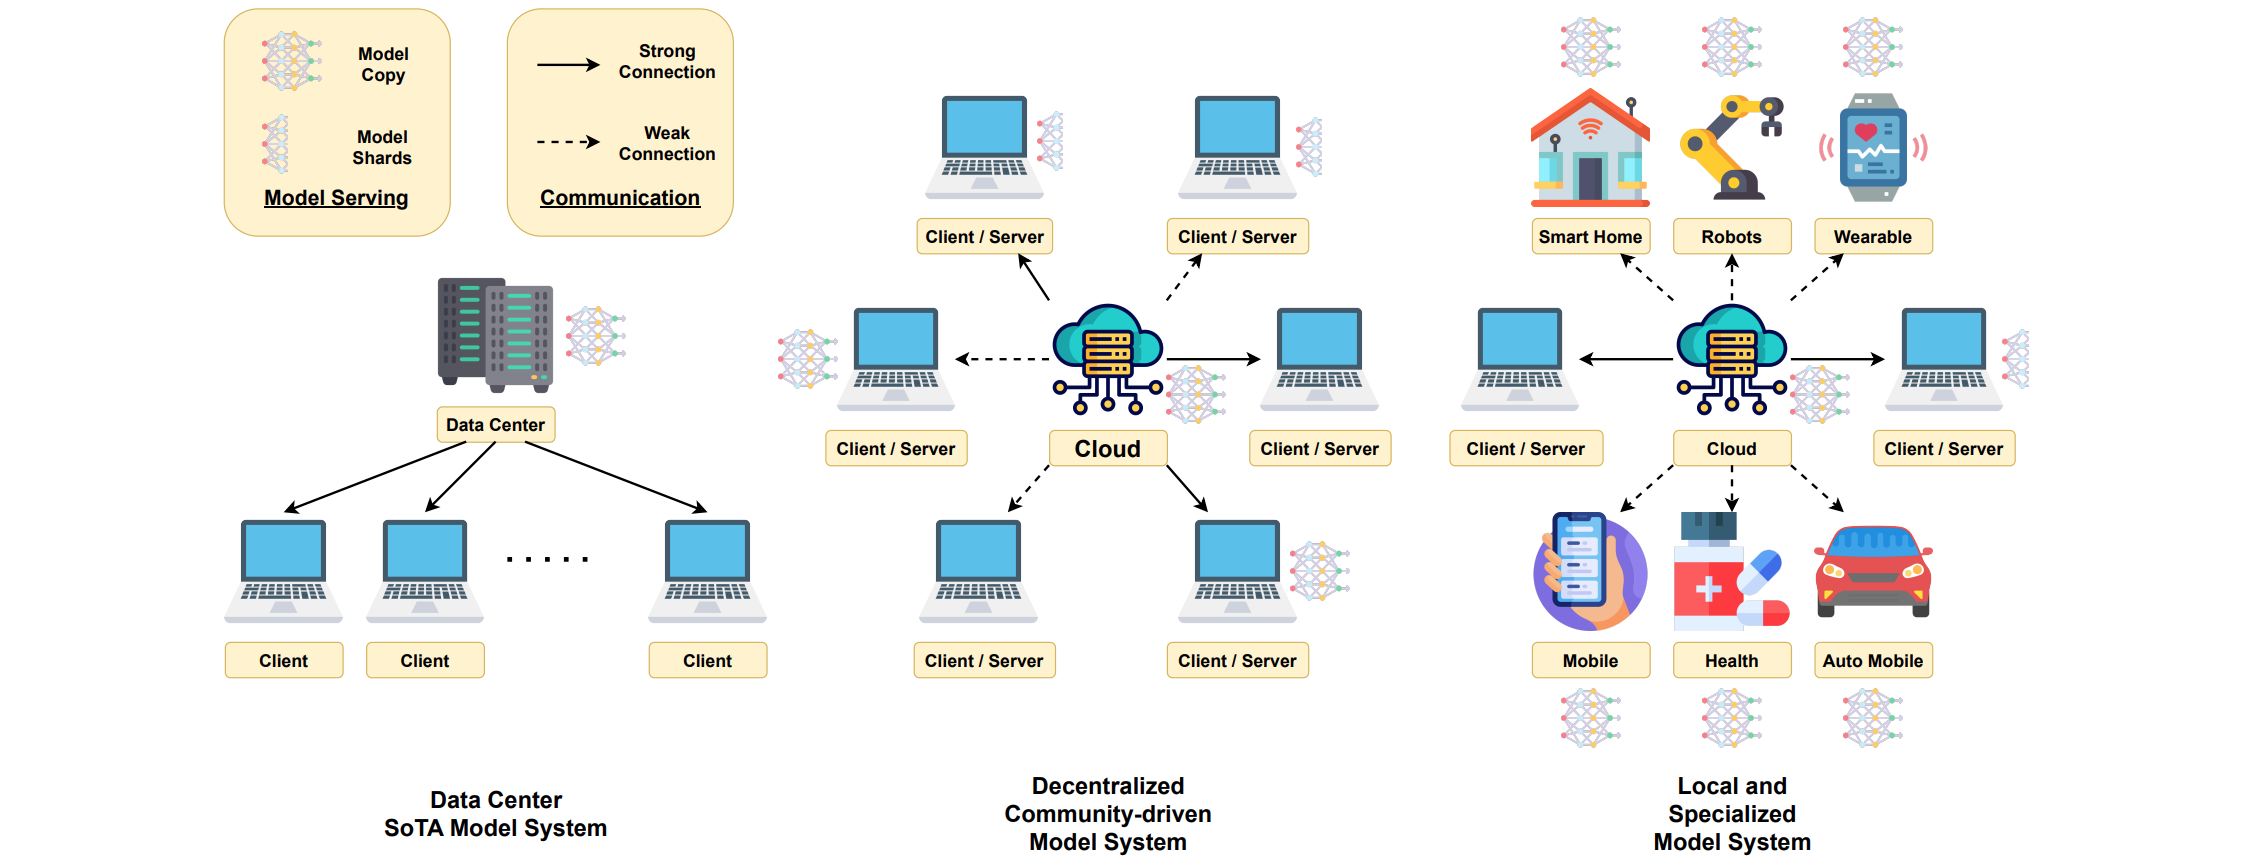 Model
Copy
Model
Shards
Model Serving
Strong
Connection
Weak
Connection
Communication
Data Center
Client
Client
Client
Data Center
SoTA Model System
Client / Server
Client / Server
Client / Server
Cloud
Client / Server
Client / Server
Client / Server
Decentralized
Community-driven
Model System
Smart Home
Robots
Wearable
Client / Server
Cloud
Client / Server
Mobile
Health
Auto Mobile
Local and
Specialized
Model System